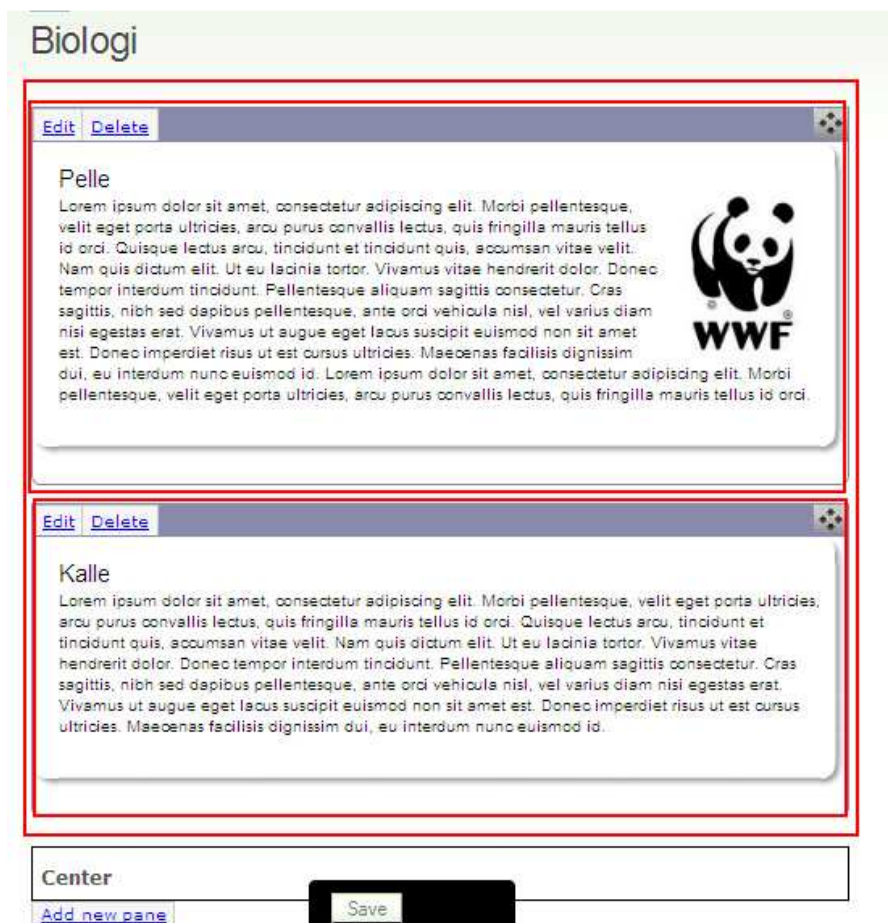 Biologi
Edit Delete
Pelle
Lorem ipsum dolor sit amet, consectetur adipiscing elit. Morbi pellentesque,
velit eget porta ultricies, arcu purus convallis lectus, quis fringilla mauris tellus
id orci. Quisque lectus arcu, tincidunt et tincidunt quis, accumsan vitae velit.
Nam quis dictum elit. Ut eu lacinia tortor. Vivamus vitae hendrerit dolor. Donec
tempor interdum tincidunt. Pellentesque aliquam sagittis consectetur. Cras
sagittis, nibh sed dapibus pellentesque, ante orci vehicula nisl, vel varius diam
nisi egestas erat. Vivamus ut augue eget lacus suscipit euismod non sit amet
est. Donec imperdiet risus ut est cursus ultricies. Maecenas facilisis dignissim
dui, eu interdum nunc euismod id. Lorem ipsum dolor sit amet, consectetur adipiscing elit. Morbi
pellentesque, velit eget porta ultricies, arcu purus convallis lectus, quis fringilla mauris tellus id orci.
® WWF ®
Edit Delete
Kalle
Lorem ipsum dolor sit amet, consectetur adipiscing elit. Morbi pellentesque, velit eget porta ultricies,
arcu purus convallis lectus, quis fringilla mauris tellus id orci. Quisque lectus arcu, tincidunt et
tincidunt quis, accumsan vitae velit. Nam quis dictum elit. Ut eu lacinia tortor. Vivamus vitae
hendrerit dolor. Donec tempor interdum tincidunt. Pellentesque aliquam sagittis consectetur. Cras
sagittis, nibh sed dapibus pellentesque, ante orci vehicula nisl, vel varius diam nisi egestas erat.
Vivamus ut augue eget lacus suscipit euismod non sit amet est. Donec imperdiet risus ut est cursus
ultricies. Maecenas facilisis dignissim dui, eu interdum nunc euismod id.
Center
Add new pane
Save